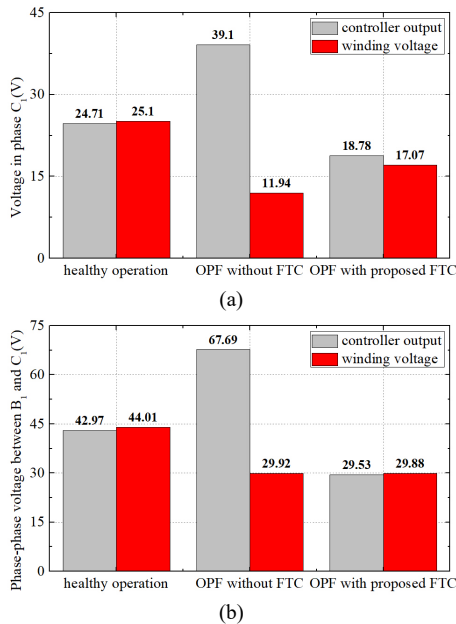 45
30
15
0
Voltage in phase C₁(V)
controller output
winding voltage
24.71
25.1
39.1
11.94
18.78
17.07
healthy operation
OPF without FTC
OPF with proposed FTC
(a)
75
60
45
30
15
0
Phase-phase voltage between B₁ and C₁(V)
controller output
winding voltage
42.97
44.01
67.69
29.92
29.53
29.88
healthy operation
OPF without FTC
OPF with proposed FTC
(b)